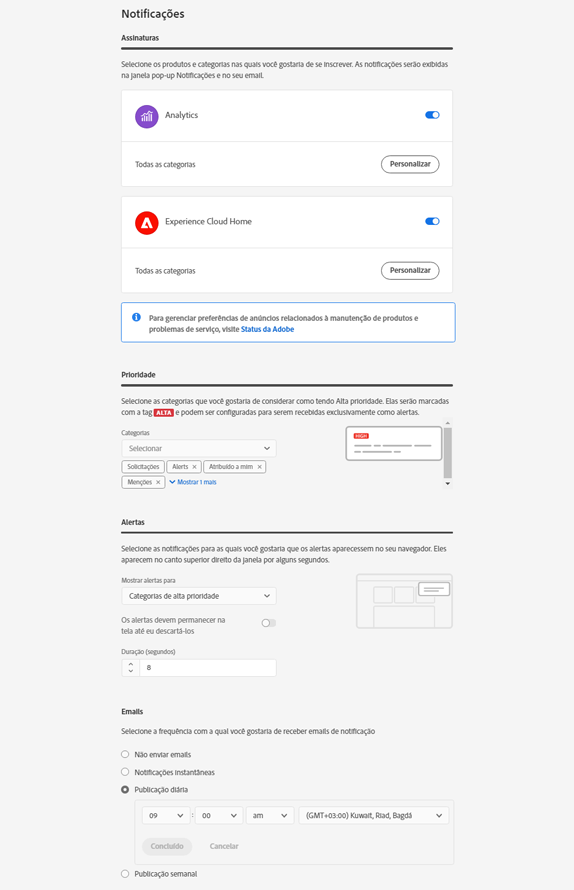 Notificações
Assinaturas
Selecione os produtos e categorias nas quais você gostaria de se inscrever. As notificações serão exibidas
na janela pop-up Notificações e no seu email.
Analytics
Todas as categorias
Personalizar
Experience Cloud Home
Todas as categorias
Personalizar
Para gerenciar preferências de anúncios relacionados à manutenção de produtos e
problemas de serviço, visite Status da Adobe
Prioridade
Selecione as categorias que você gostaria de considerar como tendo Alta prioridade. Elas serão marcadas
com a tag ALTA e podem ser configuradas para serem recebidas exclusivamente como alertas.
Categorias
Selecionar
HIGH
Solicitações Alerts Atribuído a mim
Menções Mostrar 1 mais
Alertas
Selecione as notificações para as quais você gostaria que os alertas aparecessem no seu navegador. Eles
aparecem no canto superior direito da janela por alguns segundos.
Mostrar alertas para
Categorias de alta prioridade
Os alertas devem permanecer na
tela até eu descartá-los
Duração (segundos)
8
Emails
Selecione a frequência com a qual você gostaria de receber emails de notificação
Não enviar emails
Notificações instantâneas
Publicação diária
09 : 00 am (GMT+03:00) Kuwait, Riad, Bagdá
Concluído Cancelar
Publicação semanal